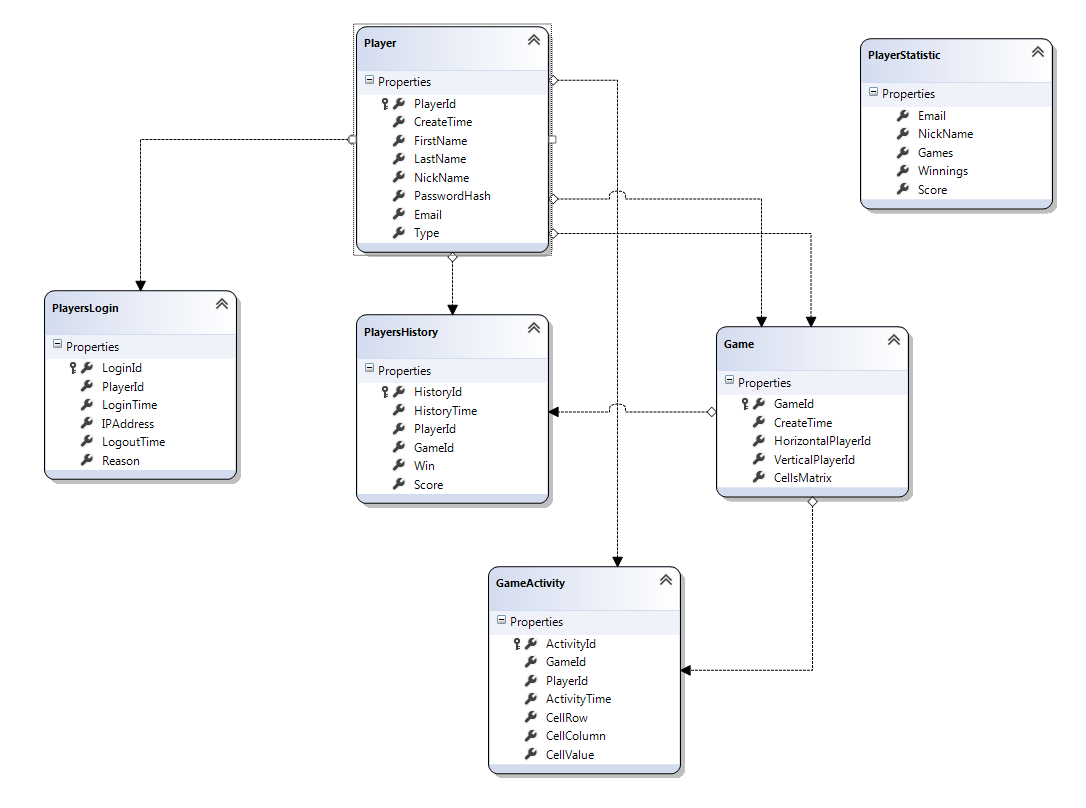 Player
Properties
PlayerId
CreateTime
FirstName
LastName
NickName
PasswordHash
Email
Type
PlayerStatistic
Properties
Email
NickName
Games
Winnings
Score
PlayersLogin
Properties
LoginId
PlayerId
LoginTime
IPAddress
LogoutTime
Reason
PlayersHistory
Properties
HistoryId
HistoryTime
PlayerId
GameId
Win
Score
Game
Properties
GameId
CreateTime
HorizontalPlayerId
VerticalPlayerId
CellsMatrix
GameActivity
Properties
ActivityId
GameId
PlayerId
ActivityTime
CellRow
CellColumn
CellValue